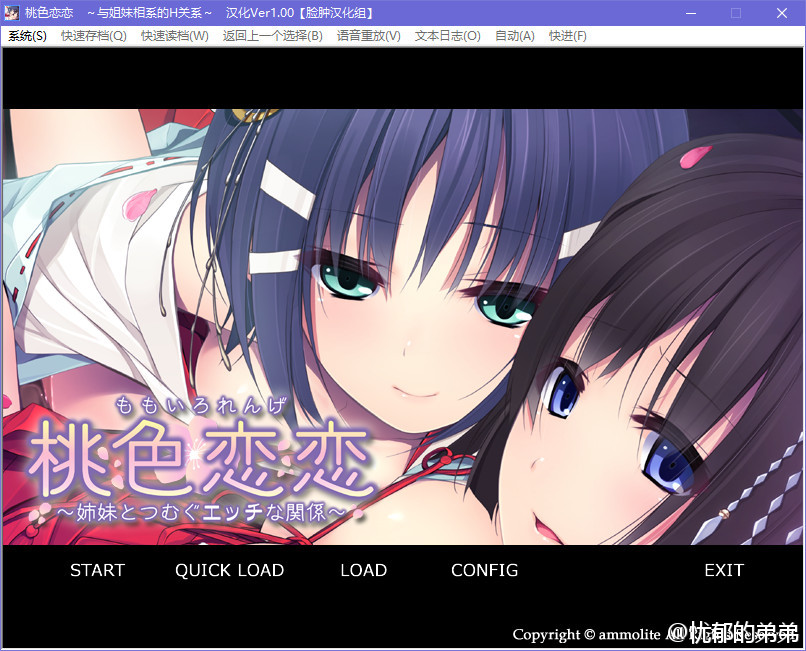 桃色恋恋　～与姐妹相系的H关系～　汉化Ver1.00【脸肿汉化组】
系统(S) 快速存档(Q) 快速读档(W) 返回上一个选择(B) 语音重放(V) 文本日志(O) 自动(A) 快进(F)
ももいろれんげ
桃色恋恋
～姉妹とつむぐエッチな関係～
START QUICK LOAD LOAD CONFIG EXIT
Copyright © ammolite All Rights Reserved.
@忧郁的弟弟